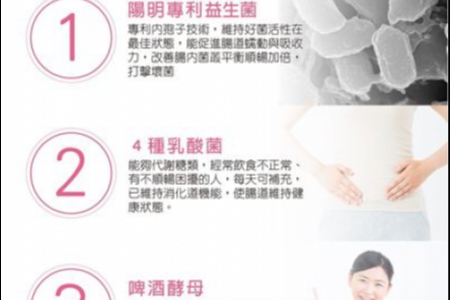 1
陽明專利益生菌
專利內孢子技術，維持好菌活性在
最佳狀態，能促進腸道蠕動與吸收
力，改善腸內菌叢平衡順暢加倍，
打擊壞菌
2
4 種乳酸菌
能夠代謝糖類，經常飲食不正常、
有不順暢困擾的人，每天可補充，
已維持消化道機能，使腸道維持健
康狀態。
3
啤酒酵母